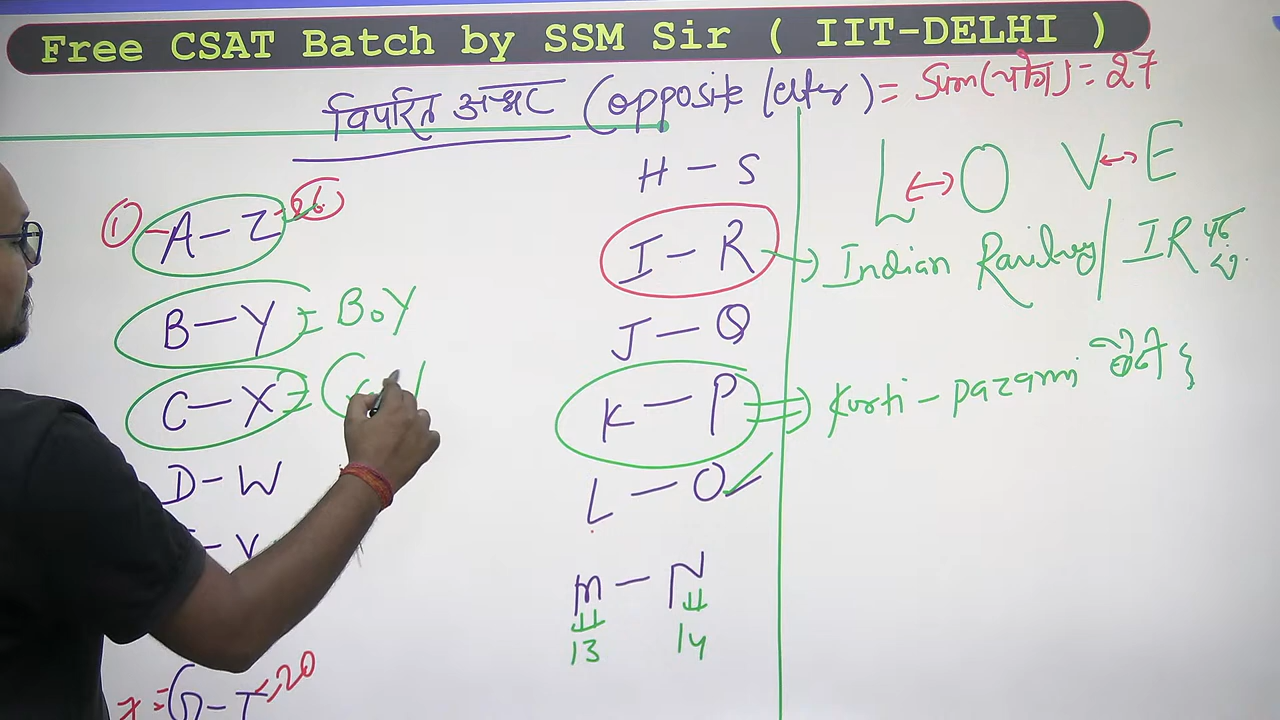 Free CSAT Batch by SSM Sir ( IIT-DELHI )
विपरित अक्षर (opposite letter) = Sum(योग) = 27
① - A - Z - 26
B - Y = BoY
C - X =
D - W
- V
7 = G - T = 20
H - S
I - R → Indian Railway / IR
J - Q
K - P ⇒ Kurti - pazami
L - O ✓
m - N
13 14
L ↔ O V ↔ E